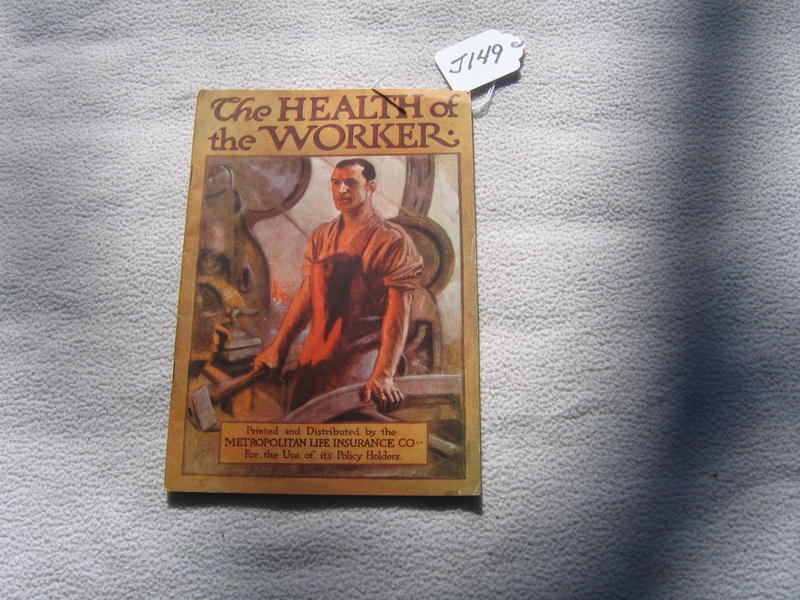 J149
The HEALTH of
the WORKER.
Printed and Distributed by the
METROPOLITAN LIFE INSURANCE CO..
For the Use of its Policy Holders.